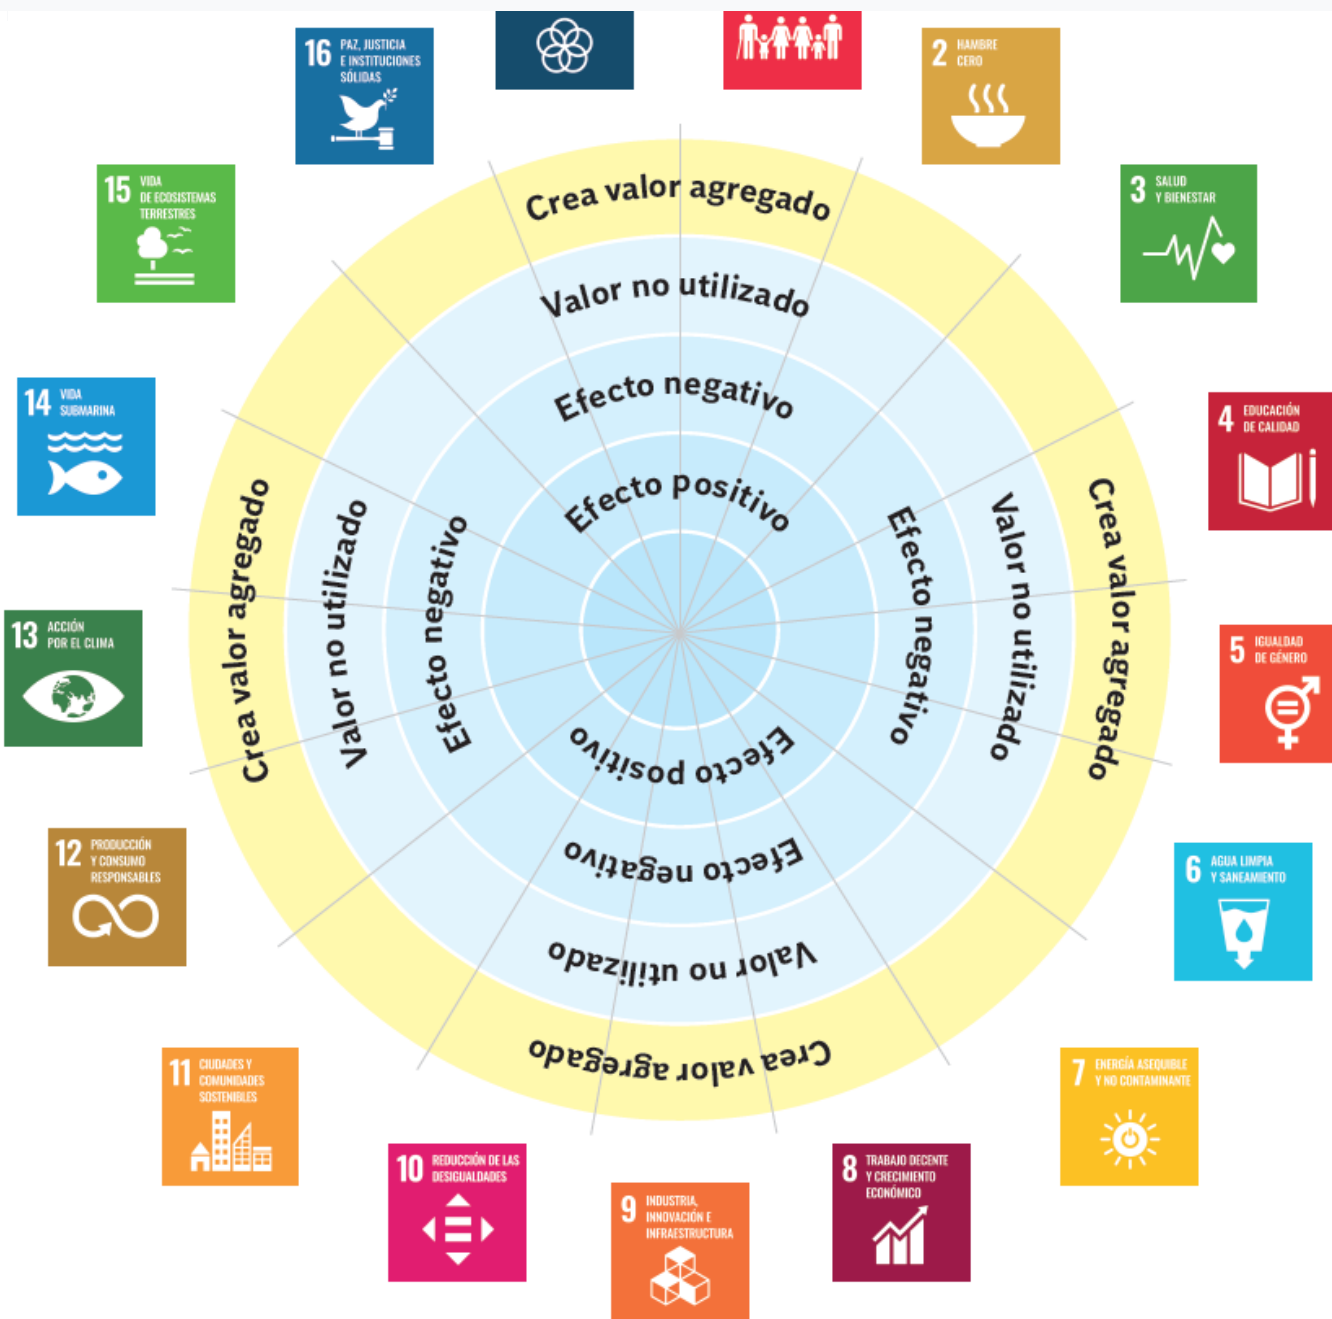 16 PAZ, JUSTICIA
E INSTITUCIONES
SÓLIDAS
2 HAMBRE
CERO
15 VIDA
DE ECOSISTEMAS
TERRESTRES
3 SALUD
Y BIENESTAR
14 VIDA
SUBMARINA
4 EDUCACIÓN
DE CALIDAD
13 ACCIÓN
POR EL CLIMA
5 IGUALDAD
DE GÉNERO
12 PRODUCCIÓN
Y CONSUMO
RESPONSABLES
6 AGUA LIMPIA
Y SANEAMIENTO
11 CIUDADES Y
COMUNIDADES
SOSTENIBLES
7 ENERGÍA ASEQUIBLE
Y NO CONTAMINANTE
10 REDUCCIÓN DE LAS
DESIGUALDADES
9 INDUSTRIA,
INNOVACIÓN E
INFRAESTRUCTURA
8 TRABAJO DECENTE
Y CRECIMIENTO
ECONÓMICO
Crea valor agregado
Valor no utilizado
Efecto negativo
Efecto positivo
Crea valor agregado
Valor no utilizado
Efecto negativo
Efecto negativo
Valor no utilizado
Crea valor agregado
Efecto positivo
Efecto negativo
Valor no utilizado
Crea valor agregado